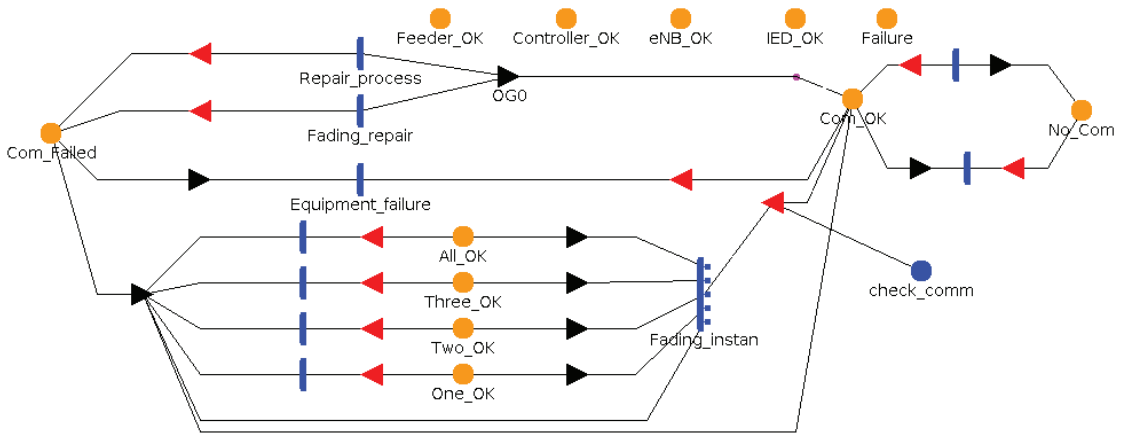 Feeder_OK
Controller_OK
eNB_OK
IED_OK
Failure
Repair_process
OG0
Com_OK
No_Com
Fading_repair
Com_Failed
Equipment_failure
All_OK
check_comm
Three_OK
Fading_instan
Two_OK
One_OK